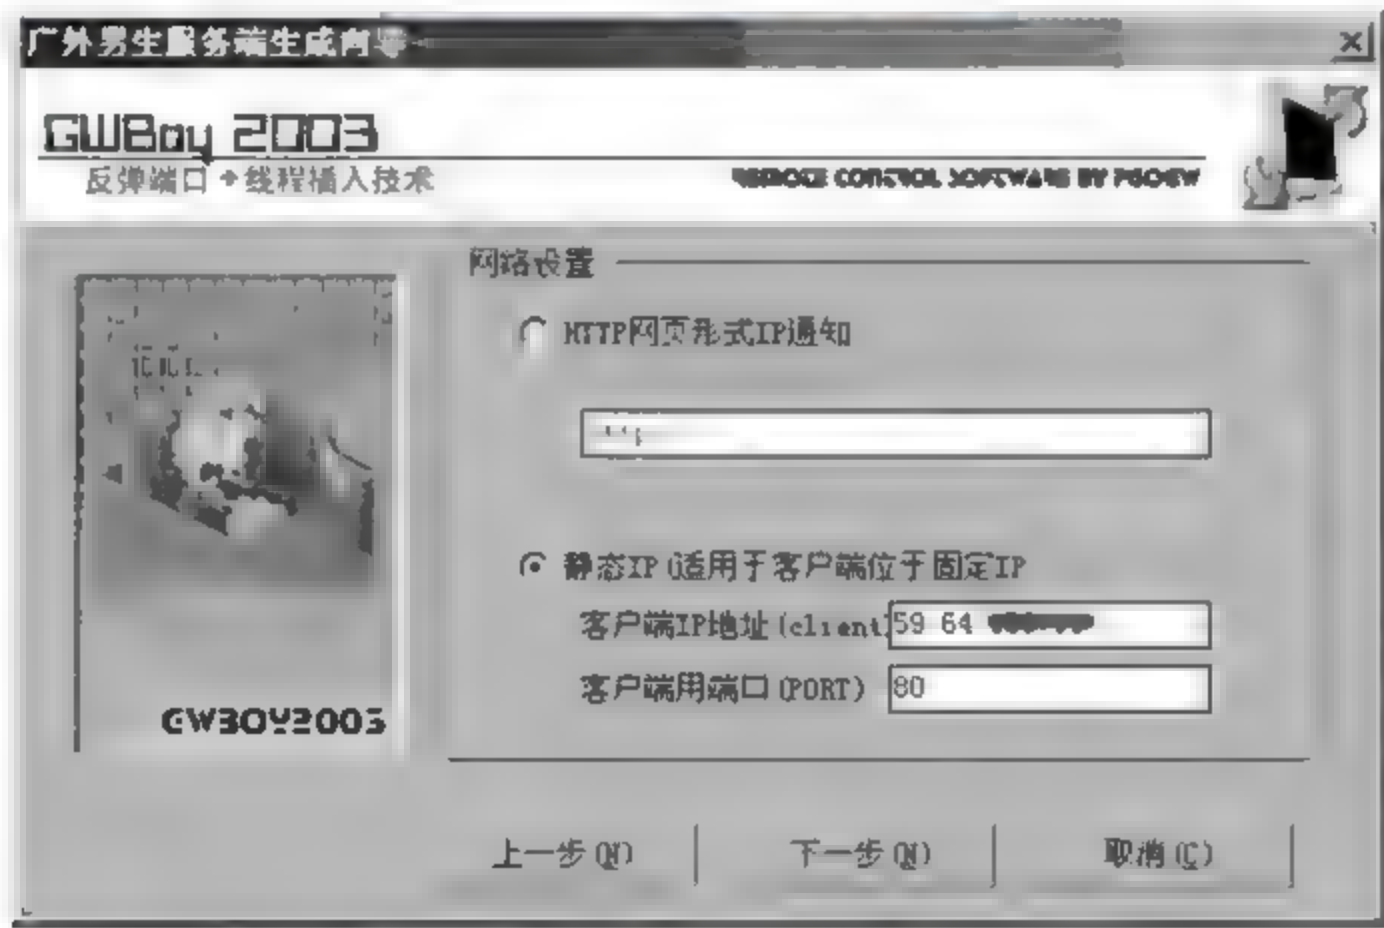 广外男生服务端生成向导
GWBoy 2003
反弹端口+线程插入技术
REMOTE CONTROL SOFTWARE BY
网络设置
HTTP网页形式IP通知
静态IP(适用于客户端位于固定IP
客户端IP地址(client 59 64
客户端用端口(PORT) 80
GWBOY2003
上一步(N) 下一步(N) 取消(C)